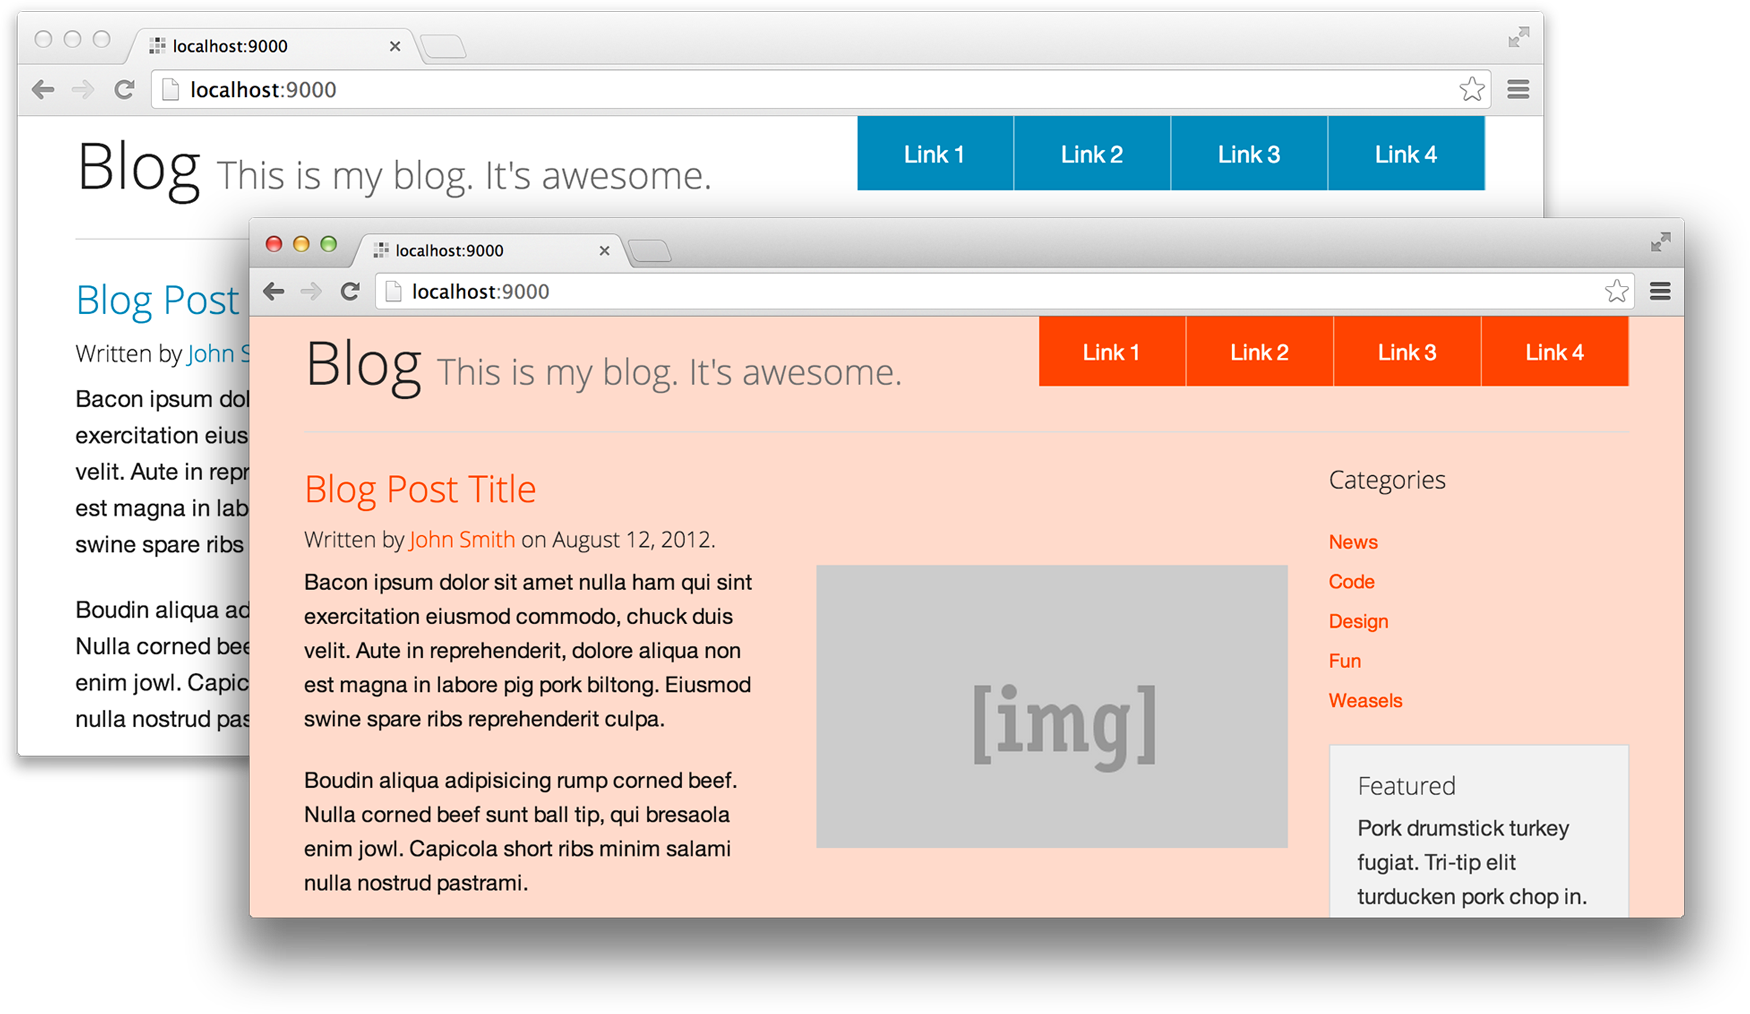 localhost:9000
localhost:9000
Blog This is my blog. It's awesome.
Link 1
Link 2
Link 3
Link 4
Blog Post
Written by John S
Bacon ipsum dol
exercitation eius
velit. Aute in repr
est magna in lab
swine spare ribs
Boudin aliqua ad
Nulla corned bee
enim jowl. Capic
nulla nostrud pas
localhost:9000
localhost:9000
Blog This is my blog. It's awesome.
Link 1
Link 2
Link 3
Link 4
Blog Post Title
Written by John Smith on August 12, 2012.
Bacon ipsum dolor sit amet nulla ham qui sint
exercitation eiusmod commodo, chuck duis
velit. Aute in reprehenderit, dolore aliqua non
est magna in labore pig pork biltong. Eiusmod
swine spare ribs reprehenderit culpa.
Boudin aliqua adipisicing rump corned beef.
Nulla corned beef sunt ball tip, qui bresaola
enim jowl. Capicola short ribs minim salami
nulla nostrud pastrami.
[img]
Categories
News
Code
Design
Fun
Weasels
Featured
Pork drumstick turkey
fugiat. Tri-tip elit
turducken pork chop in.